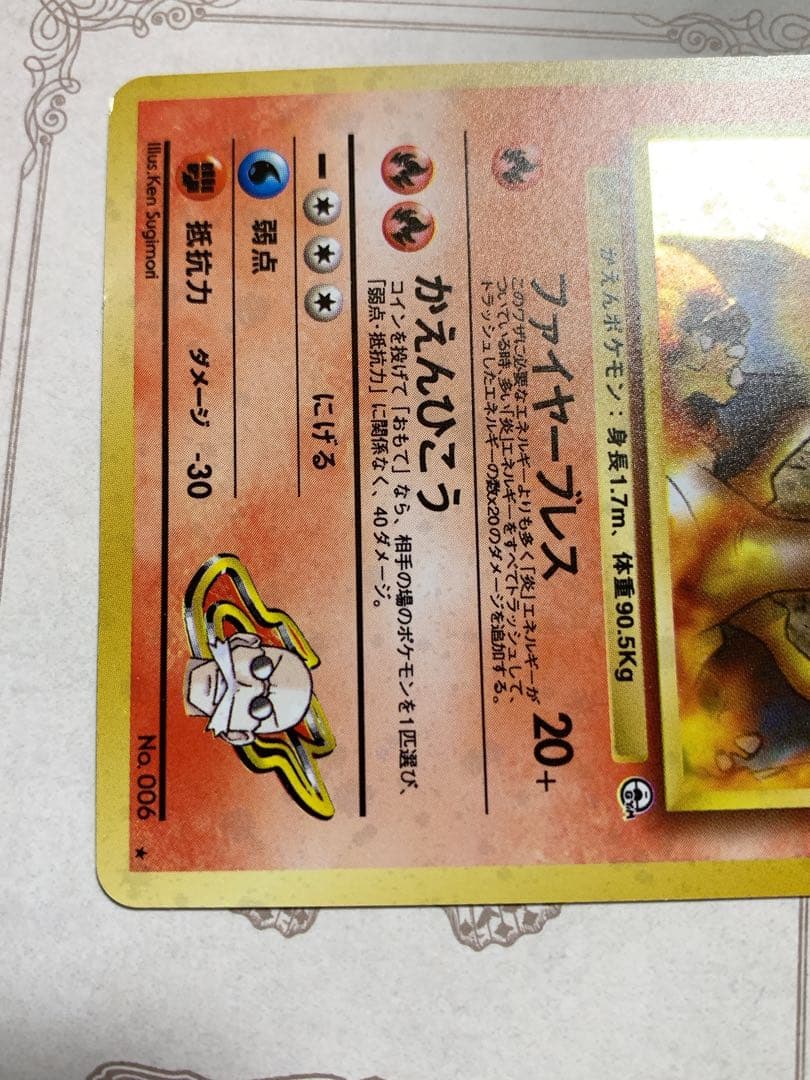 かえんポケモン：身長1.7m、体重90.5Kg
GYM
ファイヤーブレス 20+
このワザに必要なエネルギーよりも多く「炎」エネルギーが
ついている時、多い「炎」エネルギーをすべてトラッシュして、
トラッシュしたエネルギーの数x20のダメージを追加する。
かえんひこう
コインを投げて「おもて」なら、相手の場のポケモンを1匹選び、
「弱点・抵抗力」に関係なく、40ダメージ。
にげる
弱点
抵抗力 ダメージ -30
Illus.Ken Sugimori No.006 ★